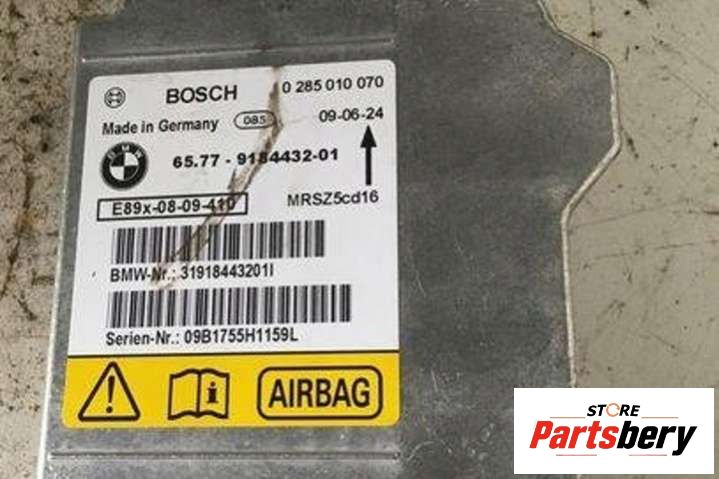 BOSCH 0 285 010 070
Made in Germany 085 09-06-24
BMW
65.77 - 9184432-01
E89x-08-09-410 MRSZ5cd16
BMW-Nr.: 31918443201I
Serien-Nr.: 09B1755H1159L
AIRBAG
STORE
Partsbery